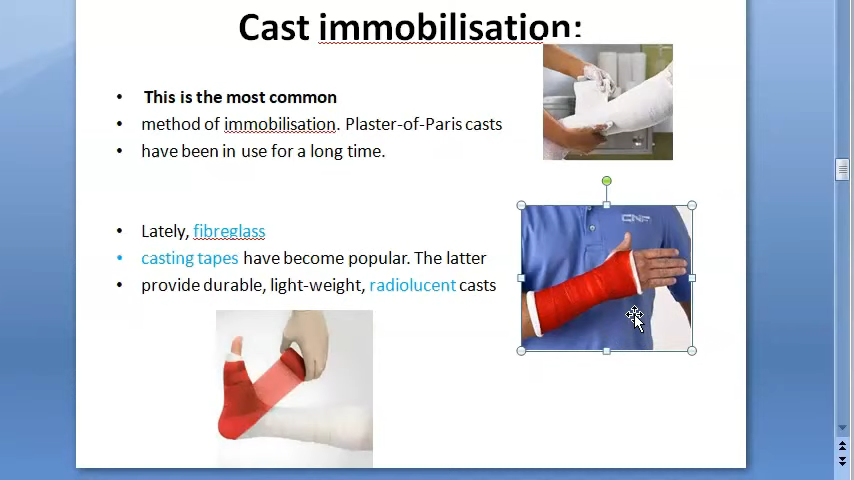 Cast immobilisation:
• This is the most common
• method of immobilisation. Plaster-of-Paris casts
• have been in use for a long time.
• Lately, fibreglass
• casting tapes have become popular. The latter
• provide durable, light-weight, radiolucent casts